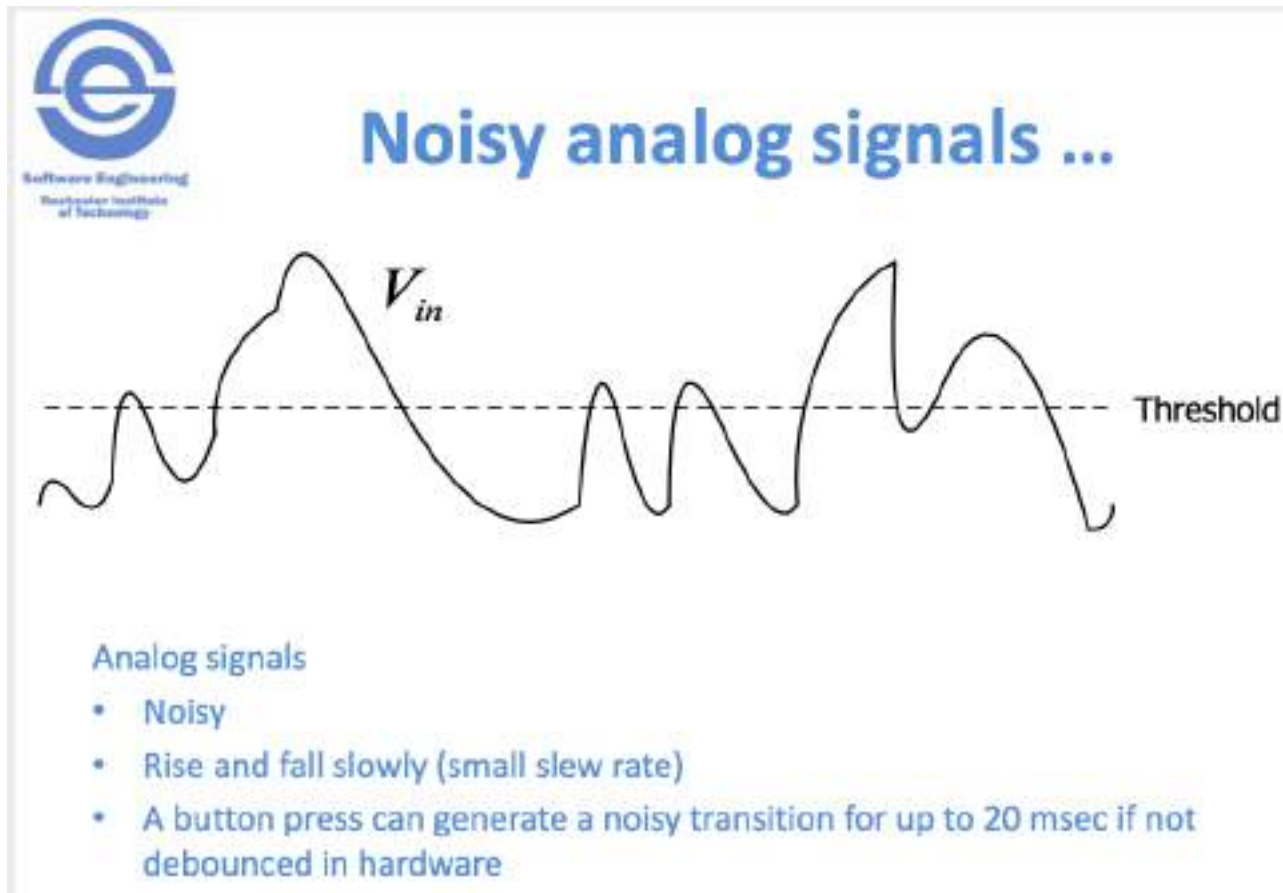 Software Engineering
Rochester Institute
of Technology
Noisy analog signals ...
V in
Threshold
Analog signals
• Noisy
• Rise and fall slowly (small slew rate)
• A button press can generate a noisy transition for up to 20 msec if not
debounced in hardware